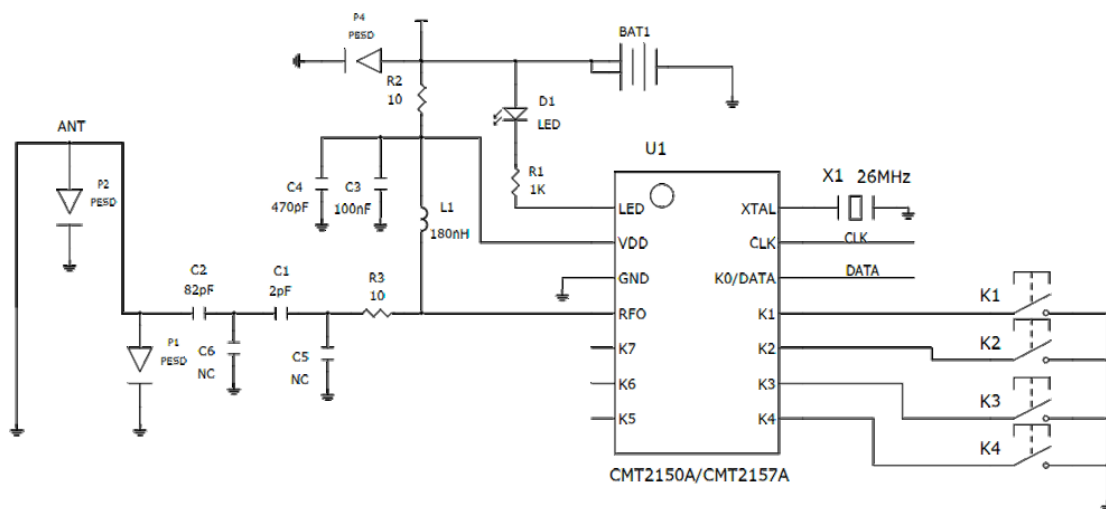 P4
PESD
BAT1
R2
10
D1
LED
ANT
U1
P2
PESD
C4
470pF
C3
100nF
R1
1K
X1 26MHz
L1
180nH
LED
XTAL
VDD
CLK
CLK
GND
K0/DATA
DATA
C2
82pF
C1
2pF
R3
10
RFO
K1
K1
P1
PESD
C6
NC
C5
NC
K7
K2
K2
K6
K3
K3
K5
K4
K4
CMT2150A/CMT2157A